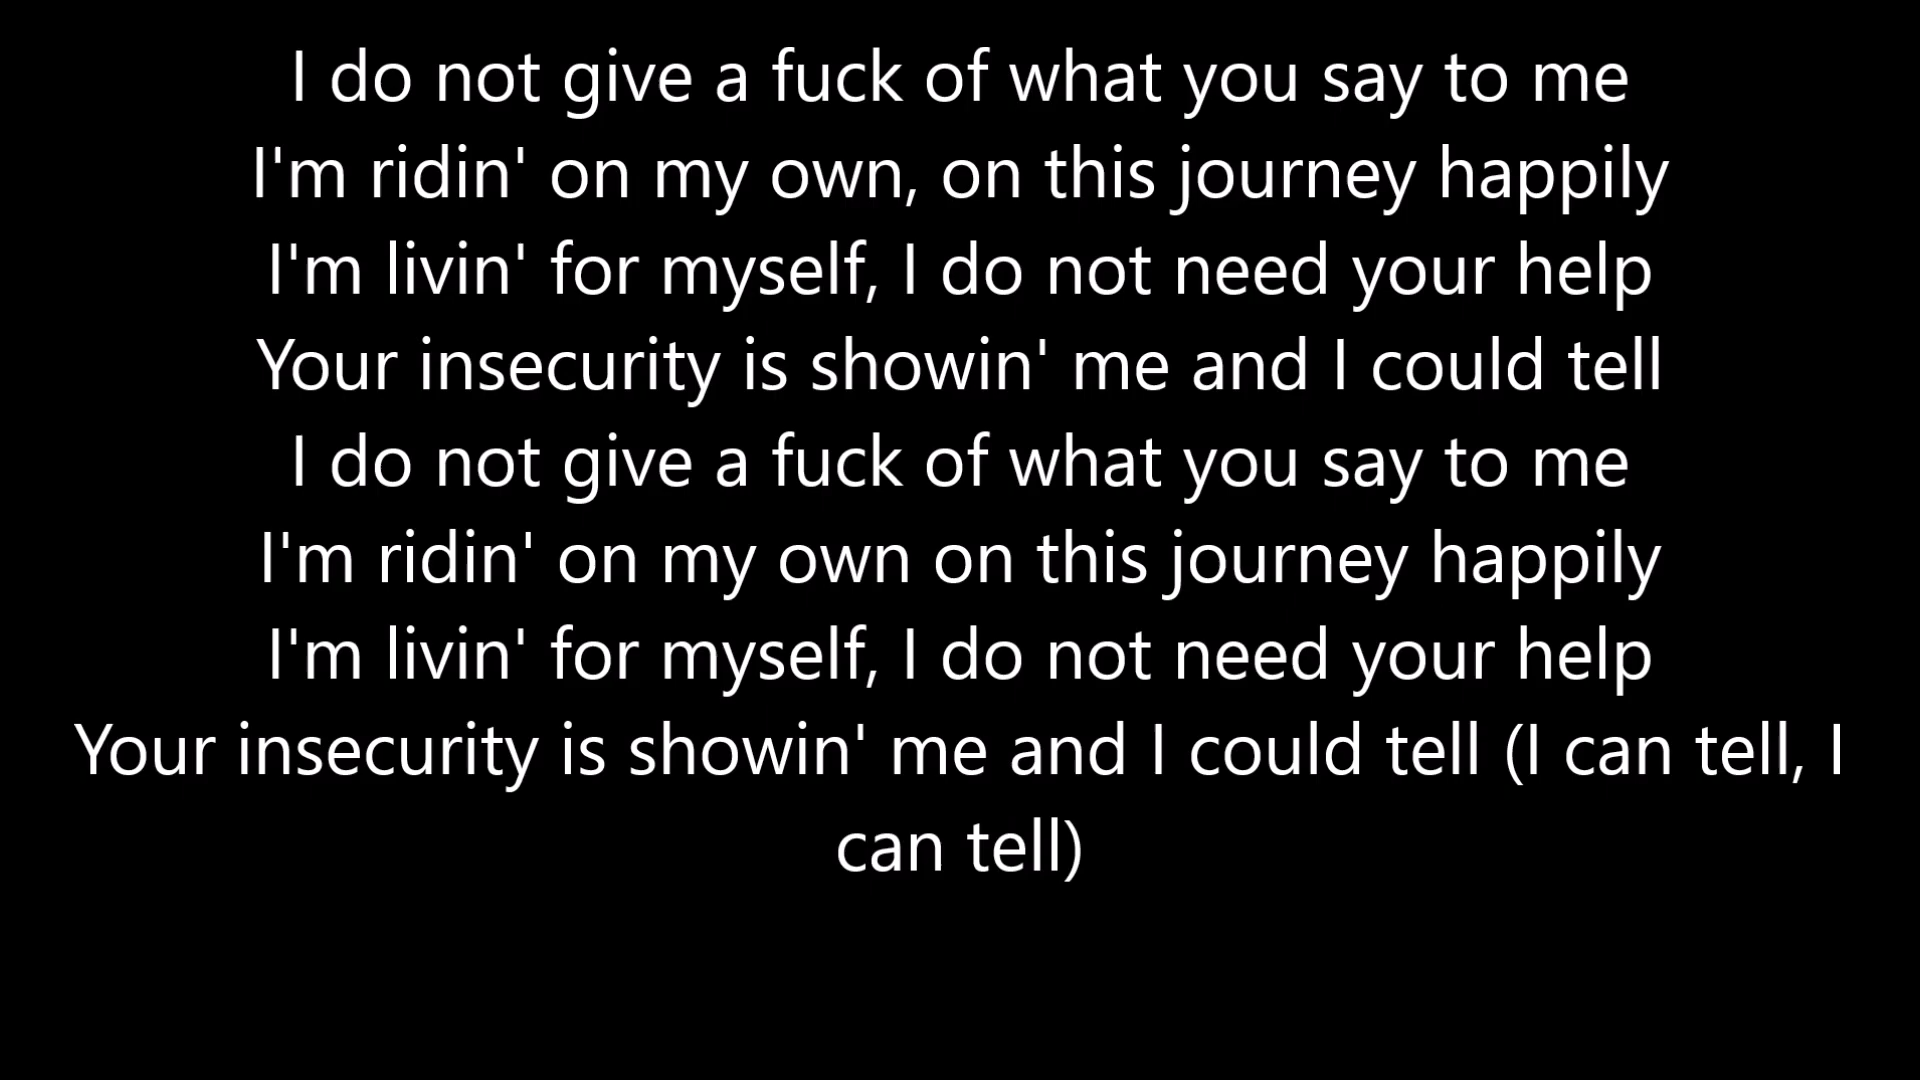 I do not give a fuck of what you say to me
I'm ridin' on my own, on this journey happily
I'm livin' for myself, I do not need your help
Your insecurity is showin' me and I could tell
I do not give a fuck of what you say to me
I'm ridin' on my own on this journey happily
I'm livin' for myself, I do not need your help
Your insecurity is showin' me and I could tell (I can tell, I
can tell)